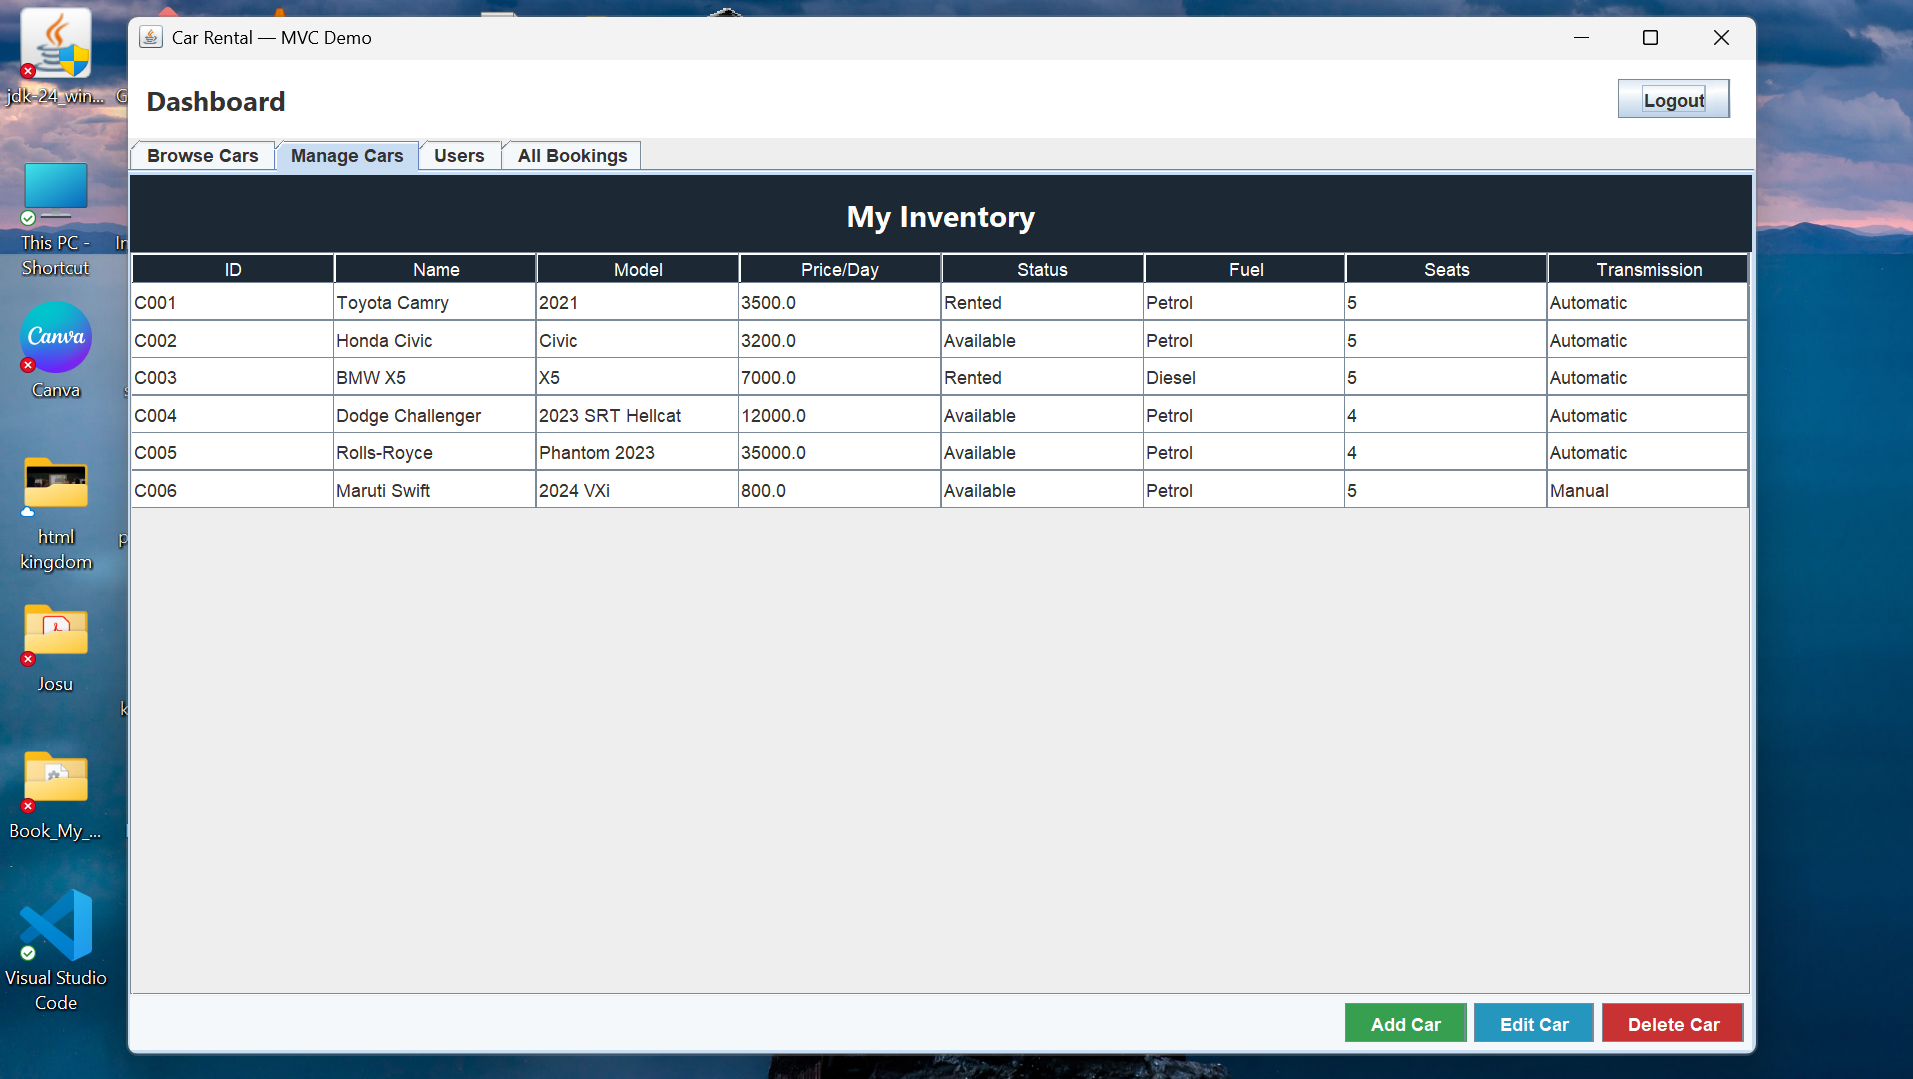 Car Rental — MVC Demo
Dashboard
Logout
Browse Cars Manage Cars Users All Bookings
My Inventory
ID Name Model Price/Day Status Fuel Seats Transmission
C001 Toyota Camry 2021 3500.0 Rented Petrol 5 Automatic
C002 Honda Civic Civic 3200.0 Available Petrol 5 Automatic
C003 BMW X5 X5 7000.0 Rented Diesel 5 Automatic
C004 Dodge Challenger 2023 SRT Hellcat 12000.0 Available Petrol 4 Automatic
C005 Rolls-Royce Phantom 2023 35000.0 Available Petrol 4 Automatic
C006 Maruti Swift 2024 VXi 800.0 Available Petrol 5 Manual
Add Car Edit Car Delete Car
jdk-24_win...
This PC -
Shortcut
Canva
Canva
html
kingdom
Josu
Book_My_...
Visual Studio
Code